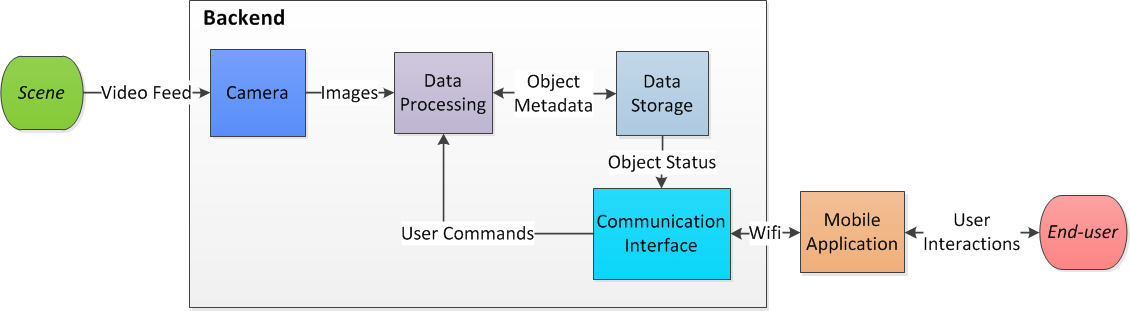 Backend
Scene
Video Feed
Camera
Images
Data
Processing
Object
Metadata
Data
Storage
Object Status
User Commands
Communication
Interface
Wifi
Mobile
Application
User
Interactions
End-user